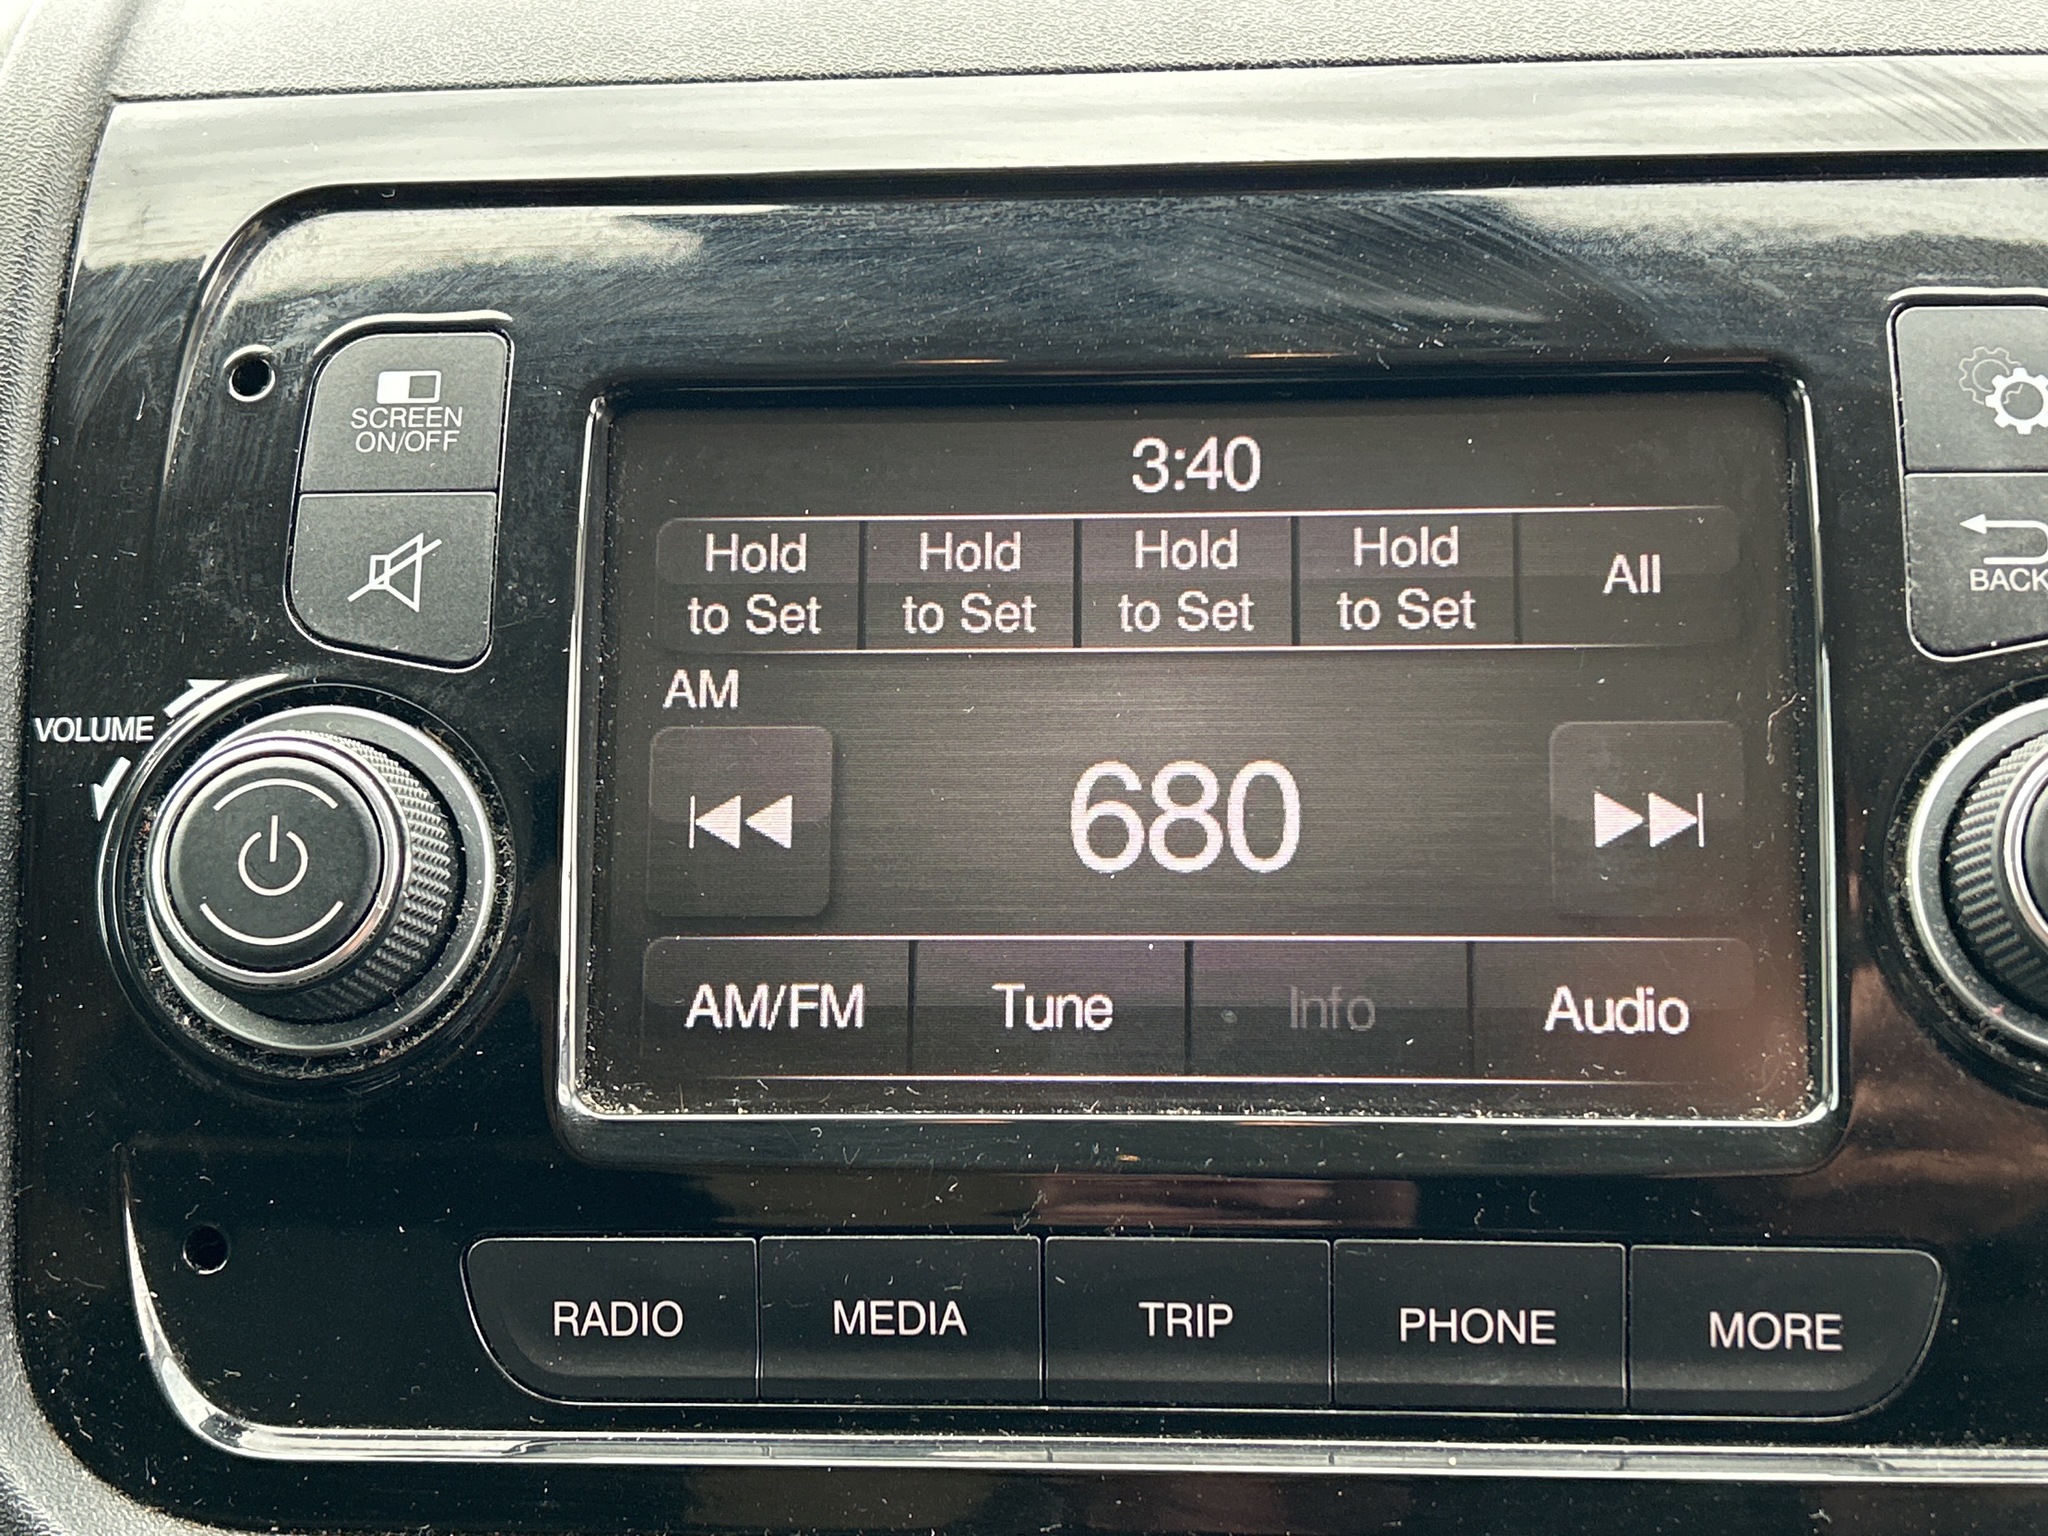 SCREEN
ON/OFF
3:40
Hold
to Set
Hold
to Set
Hold
to Set
Hold
to Set
All
BACK
AM
VOLUME
680
AM/FM
Tune
Info
Audio
RADIO
MEDIA
TRIP
PHONE
MORE